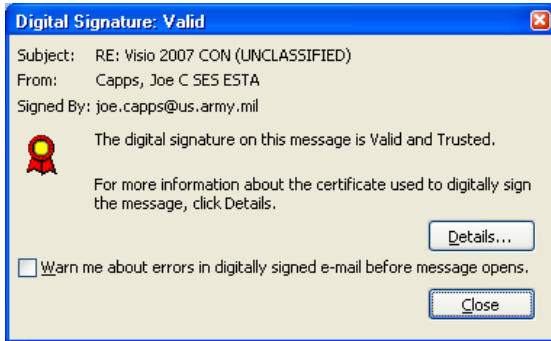 Digital Signature: Valid
Subject: RE: Visio 2007 CON (UNCLASSIFIED)
From: Capps, Joe C SES ESTA
Signed By: joe.capps@us.army.mil
The digital signature on this message is Valid and Trusted.
For more information about the certificate used to digitally sign
the message, click Details.
Details...
Warn me about errors in digitally signed e-mail before message opens.
Close